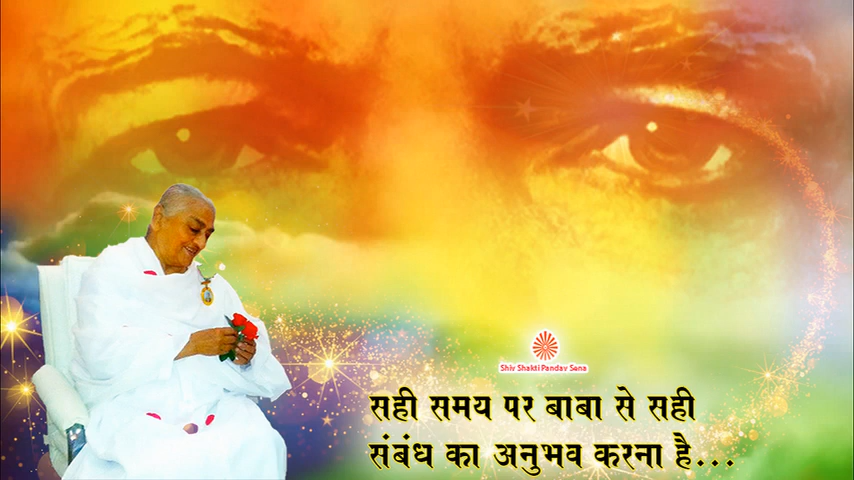 Shiv Shakti Pandav Sena
सही समय पर बाबा से सही
संबंध का अनुभव करना है...